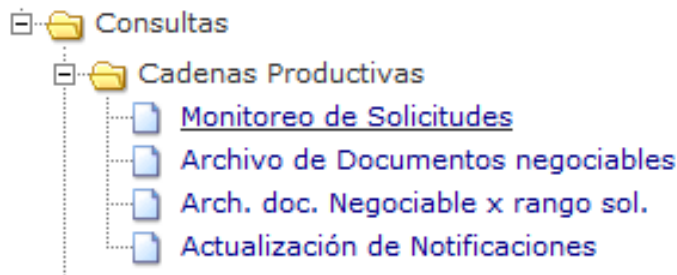 Consultas
Cadenas Productivas
Monitoreo de Solicitudes
Archivo de Documentos negociables
Arch. doc. Negociable x rango sol.
Actualización de Notificaciones